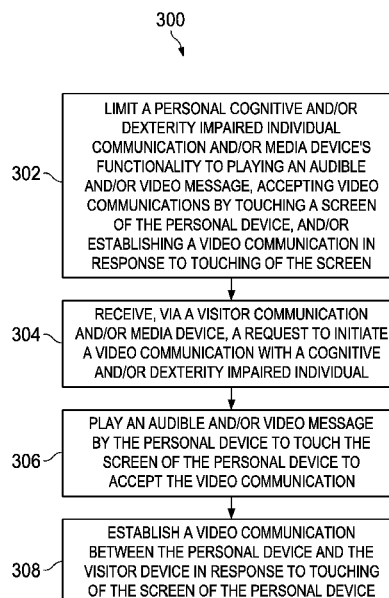 300
302
LIMIT A PERSONAL COGNITIVE AND/OR
DEXTERITY IMPAIRED INDIVIDUAL
COMMUNICATION AND/OR MEDIA DEVICE'S
FUNCTIONALITY TO PLAYING AN AUDIBLE
AND/OR VIDEO MESSAGE, ACCEPTING VIDEO
COMMUNICATIONS BY TOUCHING A SCREEN
OF THE PERSONAL DEVICE, AND/OR
ESTABLISHING A VIDEO COMMUNICATION IN
RESPONSE TO TOUCHING OF THE SCREEN
304
RECEIVE, VIA A VISITOR COMMUNICATION
AND/OR MEDIA DEVICE, A REQUEST TO INITIATE
A VIDEO COMMUNICATION WITH A COGNITIVE
AND/OR DEXTERITY IMPAIRED INDIVIDUAL
306
PLAY AN AUDIBLE AND/OR VIDEO MESSAGE
BY THE PERSONAL DEVICE TO TOUCH THE
SCREEN OF THE PERSONAL DEVICE TO
ACCEPT THE VIDEO COMMUNICATION
308
ESTABLISH A VIDEO COMMUNICATION
BETWEEN THE PERSONAL DEVICE AND THE
VISITOR DEVICE IN RESPONSE TO TOUCHING
OF THE SCREEN OF THE PERSONAL DEVICE